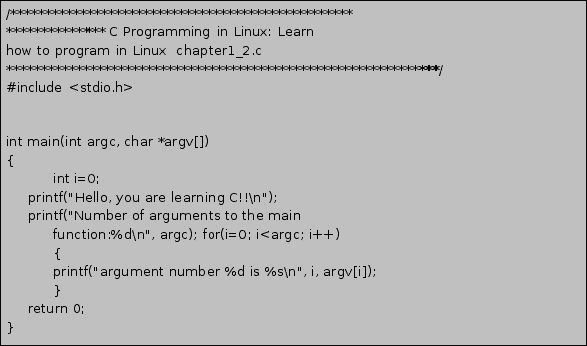 /**************************************************
************** C Programming in Linux: Learn
how to program in Linux  chapter1_2.c
***************************************************************/
#include <stdio.h>
int main(int argc, char *argv[])
{
int i=0;
printf("Hello, you are learning C!!\n");
printf("Number of arguments to the main
function:%d\n", argc); for(i=0; i<argc; i++)
{
printf("argument number %d is %s\n", i, argv[i]);
}
return 0;
}